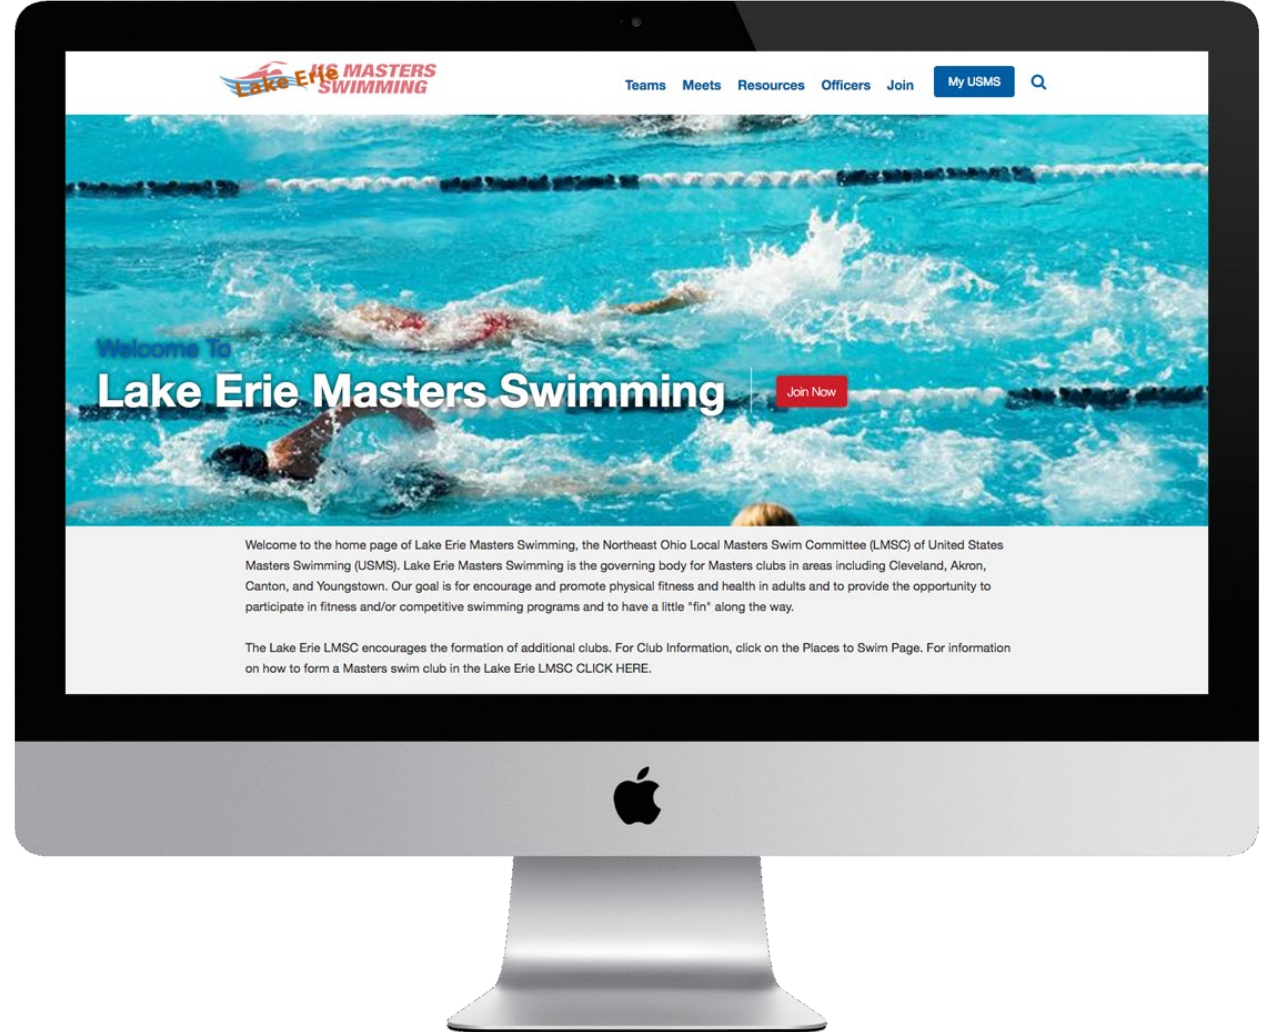 Lake Erie US MASTERS
SWIMMING
Teams Meets Resources Officers Join My USMS
Welcome To
Lake Erie Masters Swimming
Join Now
Welcome to the home page of Lake Erie Masters Swimming, the Northeast Ohio Local Masters Swim Committee (LMSC) of United States
Masters Swimming (USMS). Lake Erie Masters Swimming is the governing body for Masters clubs in areas including Cleveland, Akron,
Canton, and Youngstown. Our goal is for encourage and promote physical fitness and health in adults and to provide the opportunity to
participate in fitness and/or competitive swimming programs and to have a little "fin" along the way.
The Lake Erie LMSC encourages the formation of additional clubs. For Club Information, click on the Places to Swim Page. For information
on how to form a Masters swim club in the Lake Erie LMSC CLICK HERE.